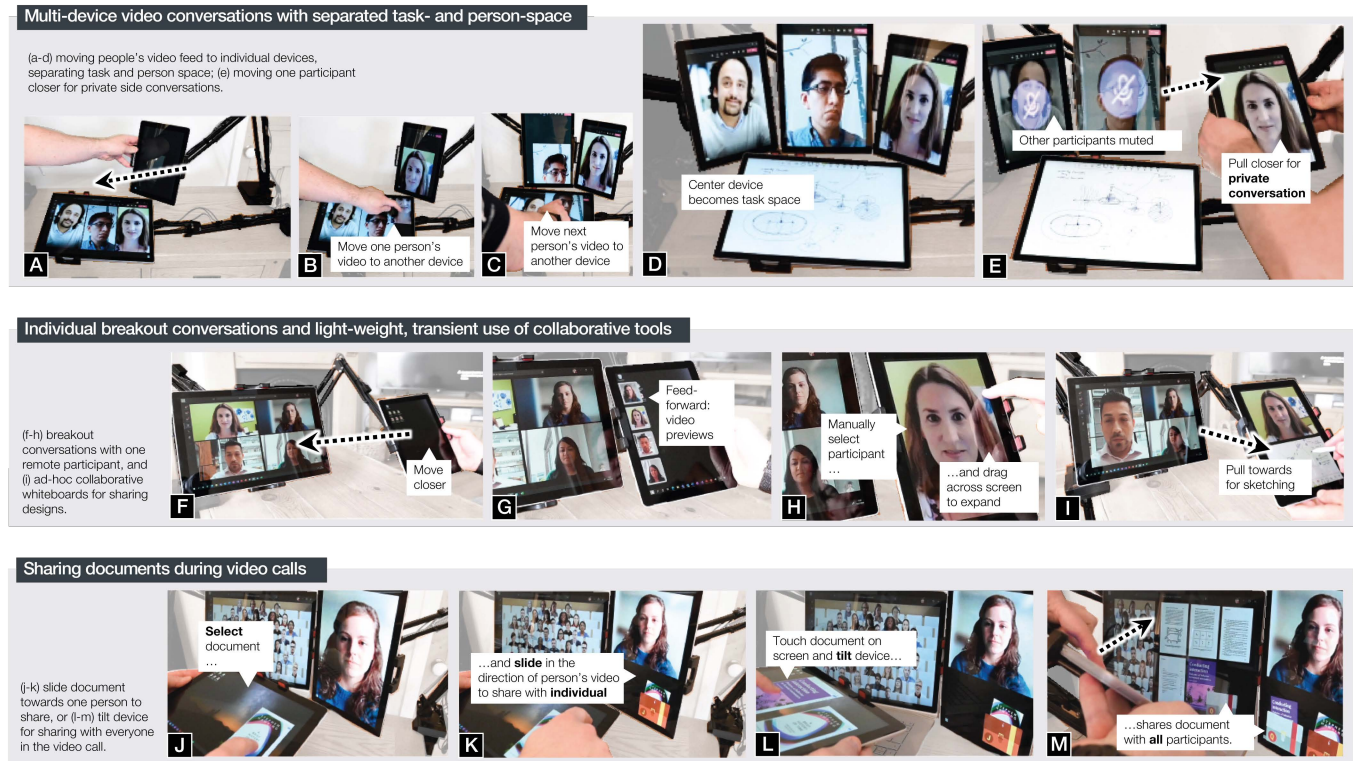 Multi-device video conversations with separated task- and person-space
(a-d) moving people's video feed to individual devices,
separating task and person space; (e) moving one participant
closer for private side conversations.
A
Move one person's
video to another device
B
Move next
person's video to
another device
C
Center device
becomes task space
D
Other participants muted
Pull closer for
private
conversation
E
Individual breakout conversations and light-weight, transient use of collaborative tools
(f-h) breakout
conversations with one
remote participant, and
(i) ad-hoc collaborative
whiteboards for sharing
designs.
Move
closer
F
Feed-
forward:
video
previews
G
Manually
select
participant
…
…and drag
across screen
to expand
H
Pull towards
for sketching
I
Sharing documents during video calls
(j-k) slide document
towards one person to
share, or (l-m) tilt device
for sharing with everyone
in the video call.
Select
document
…
J
…and slide in the
direction of person's video
to share with individual
K
Touch document on
screen and tilt device…
L
…shares document
with all participants.
M